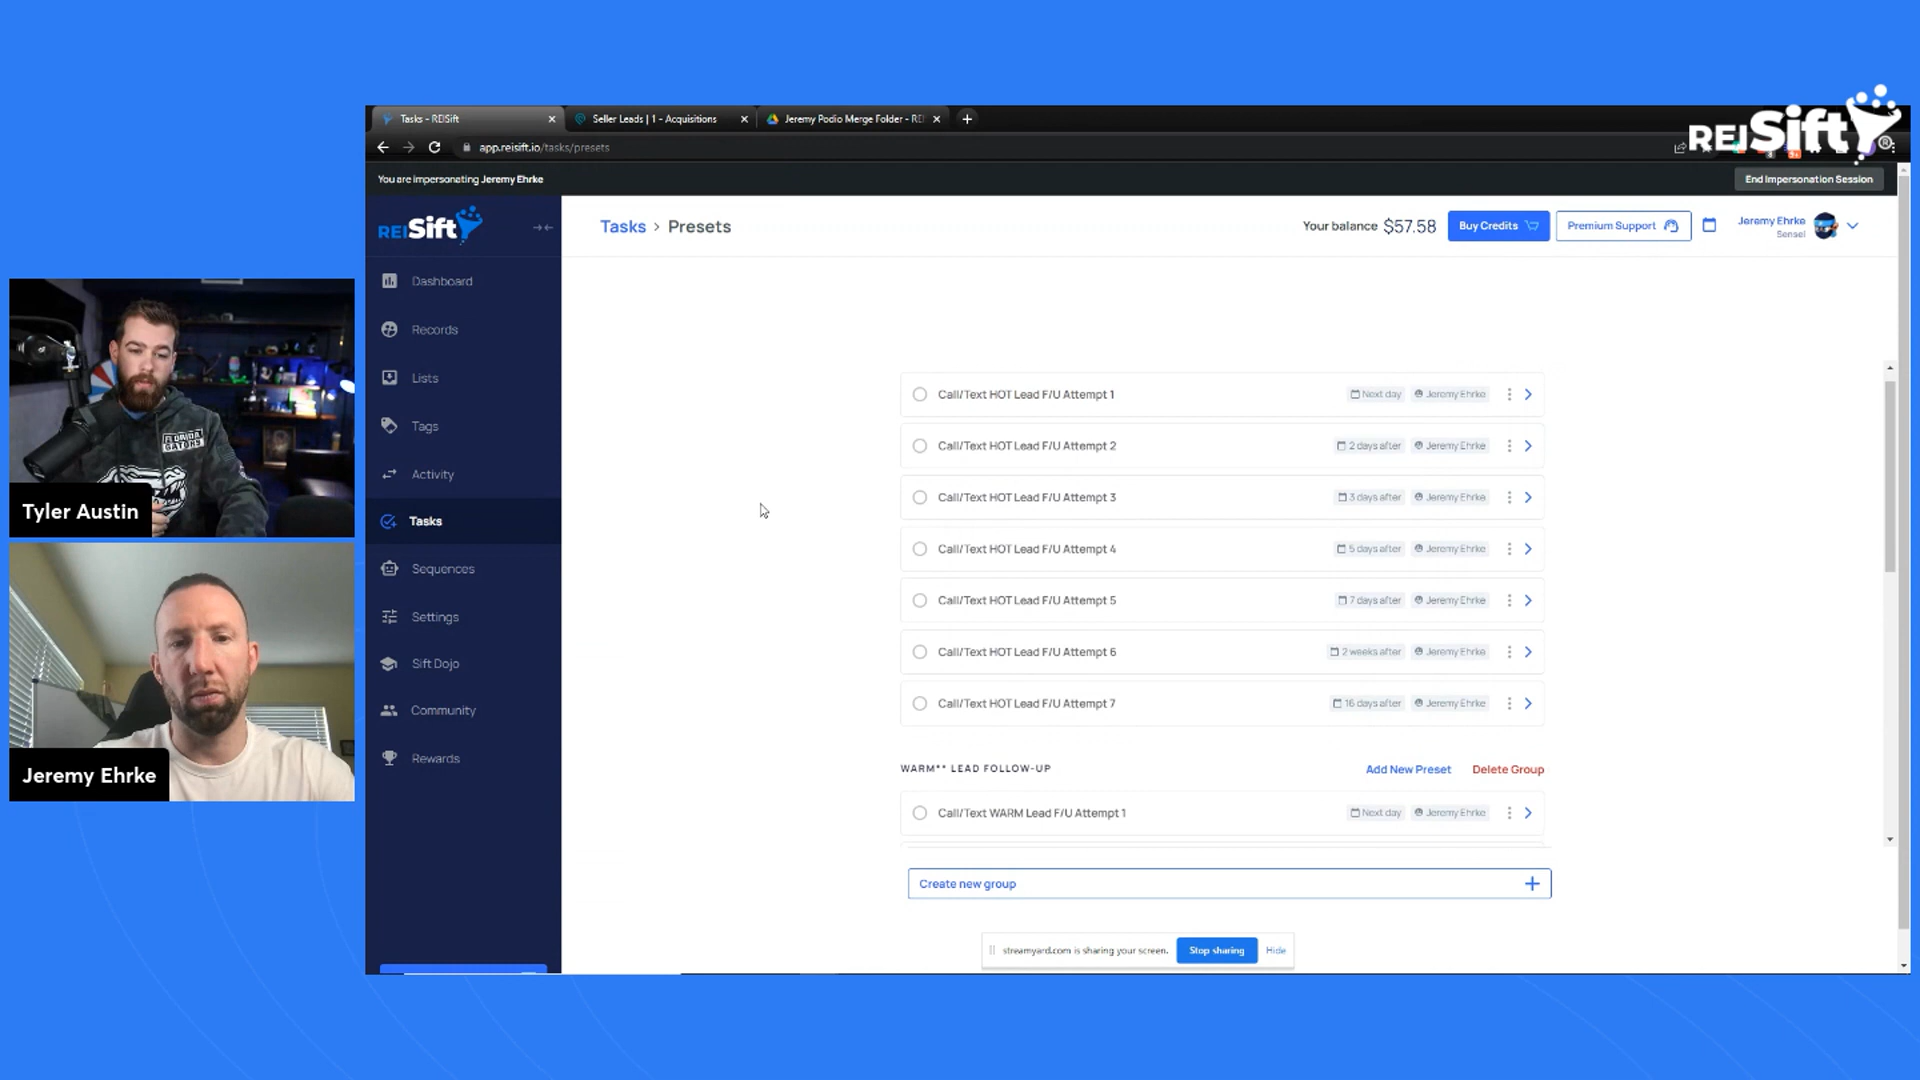 Tasks - REISift
Seller Leads | 1 - Acquisitions
Jeremy Podio Merge Folder - RE
app.reisift.io/tasks/presets
REISift
You are impersonating Jeremy Ehrke
End Impersonation Session
REISift
Tasks > Presets
Your balance $57.58
Buy Credits
Premium Support
Jeremy Ehrke
Sensei
Dashboard
Records
Lists
Tags
Activity
Tasks
Sequences
Settings
Sift Dojo
Community
Rewards
Call/Text HOT Lead F/U Attempt 1 Next day Jeremy Ehrke
Call/Text HOT Lead F/U Attempt 2 2 days after Jeremy Ehrke
Call/Text HOT Lead F/U Attempt 3 3 days after Jeremy Ehrke
Call/Text HOT Lead F/U Attempt 4 5 days after Jeremy Ehrke
Call/Text HOT Lead F/U Attempt 5 7 days after Jeremy Ehrke
Call/Text HOT Lead F/U Attempt 6 2 weeks after Jeremy Ehrke
Call/Text HOT Lead F/U Attempt 7 16 days after Jeremy Ehrke
WARM** LEAD FOLLOW-UP Add New Preset Delete Group
Call/Text WARM Lead F/U Attempt 1 Next day Jeremy Ehrke
Create new group
streamyard.com is sharing your screen. Stop sharing Hide
FLORIDA
GATORS
Tyler Austin
Jeremy Ehrke